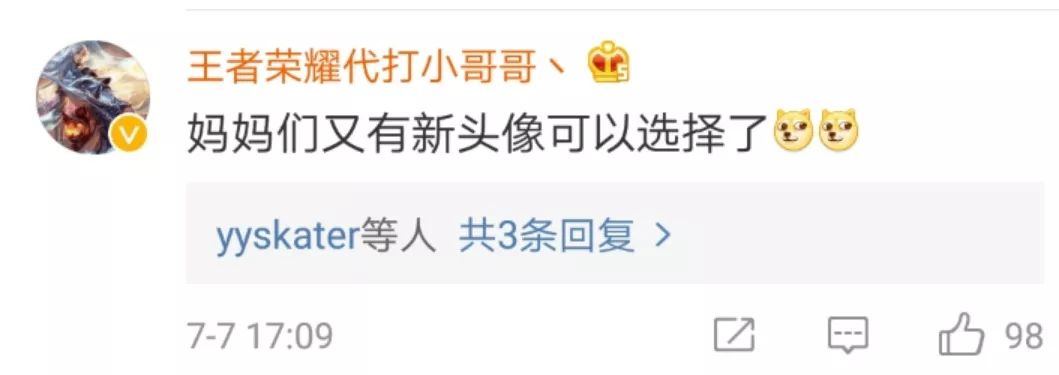 王者荣耀代打小哥哥丶
妈妈们又有新头像可以选择了
yyskater等人 共3条回复 >
7-7 17:09 98